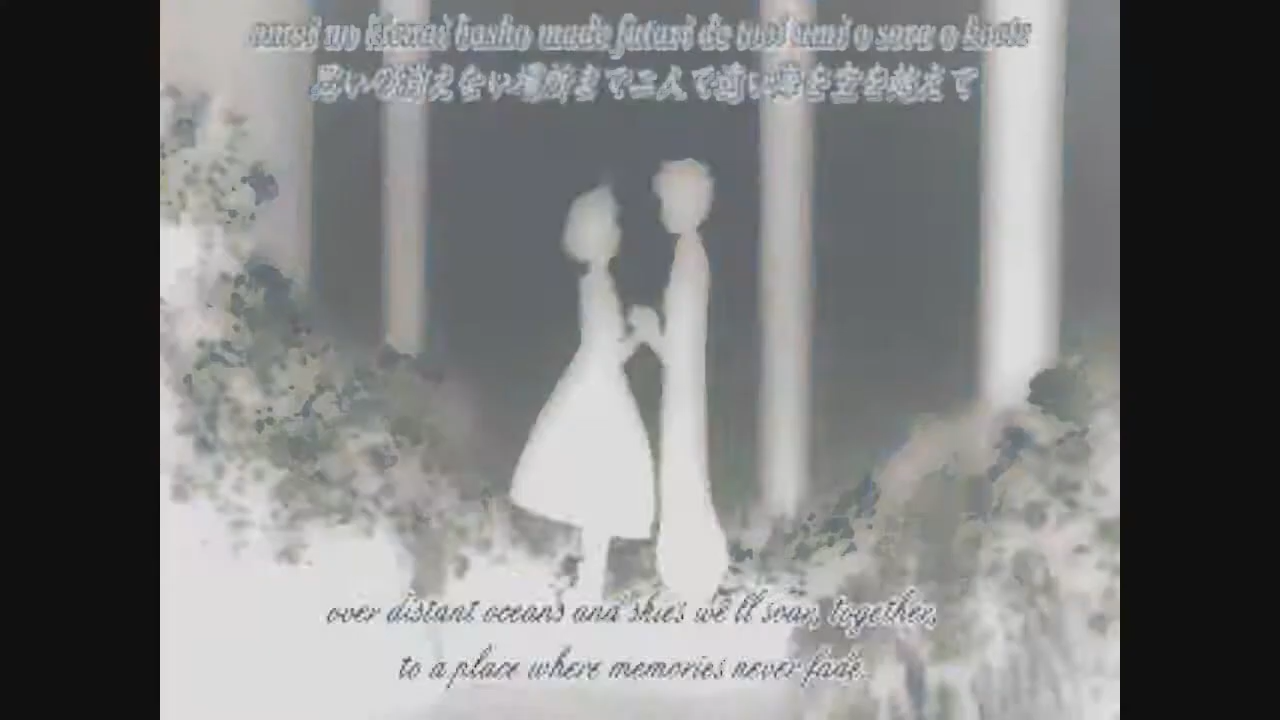 omoi no kienai basho made futari de tooi umi o sora o koete
思いの消えない場所まで二人で遠い海を空を越えて
over distant oceans and skies we'll soar, together,
to a place where memories never fade.